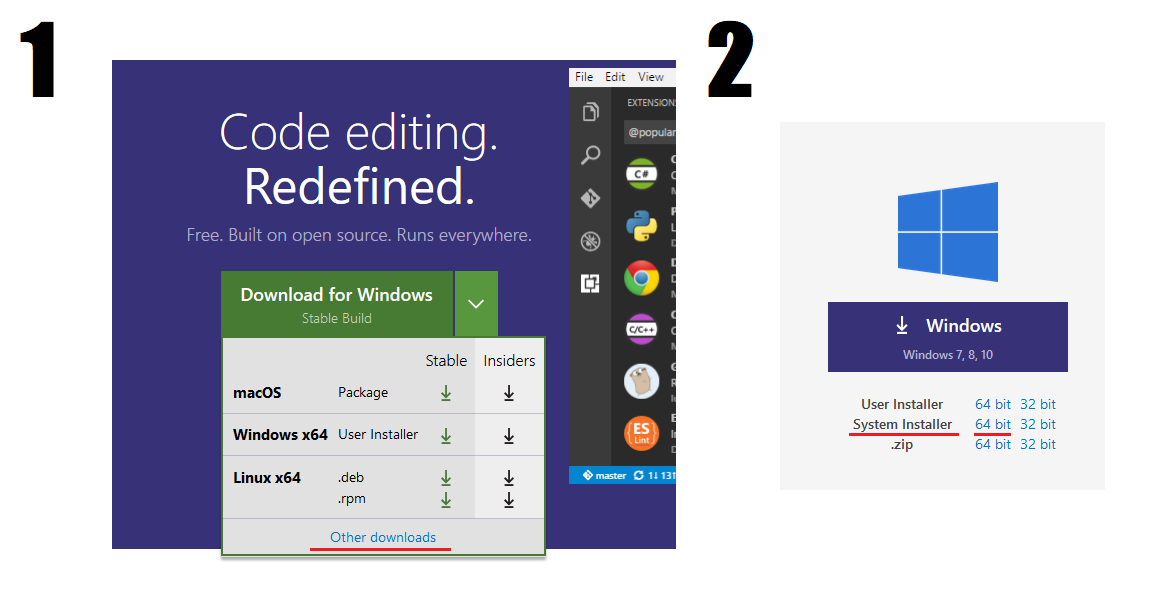 1
Code editing.
Redefined.
Free. Built on open source. Runs everywhere.
Download for Windows
Stable Build
Stable Insiders
macOS Package
Windows x64 User Installer
Linux x64 .deb
.rpm
Other downloads
File Edit View
EXTENSIONS
@popular
C#
C/C++
ES
Lint
master
2
Windows
Windows 7, 8, 10
User Installer 64 bit 32 bit
System Installer 64 bit 32 bit
.zip 64 bit 32 bit